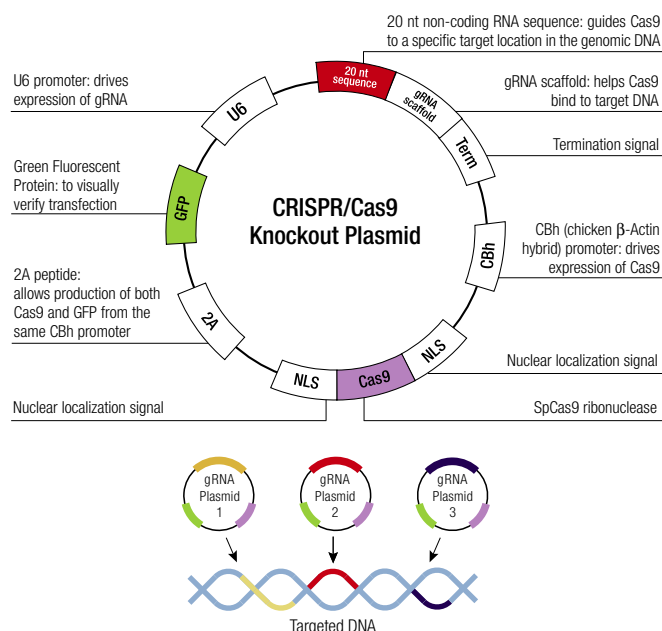 20 nt non-coding RNA sequence: guides Cas9
to a specific target location in the genomic DNA
U6 promoter: drives
expression of gRNA
gRNA scaffold: helps Cas9
bind to target DNA
Termination signal
Green Fluorescent
Protein: to visually
verify transfection
CBh (chicken β-Actin
hybrid) promoter: drives
expression of Cas9
2A peptide:
allows production of both
Cas9 and GFP from the
same CBh promoter
Nuclear localization signal
Nuclear localization signal
SpCas9 ribonuclease
CRISPR/Cas9
Knockout Plasmid
20 nt
sequence
gRNA
scaffold
Term
CBh
NLS
Cas9
NLS
2A
GFP
U6
gRNA
Plasmid
1
gRNA
Plasmid
2
gRNA
Plasmid
3
Targeted DNA